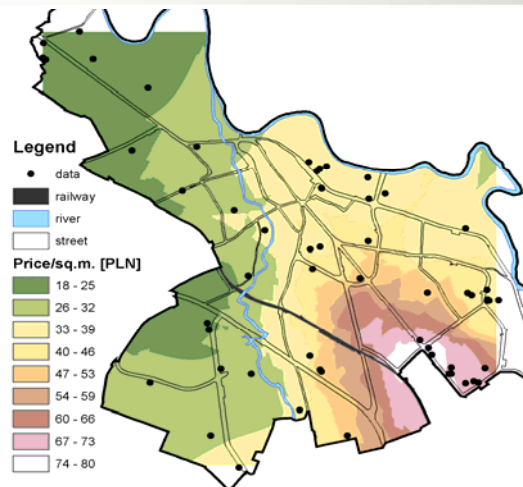 Legend
data
railway
river
street
Price/sq.m. [PLN]
18 - 25
26 - 32
33 - 39
40 - 46
47 - 53
54 - 59
60 - 66
67 - 73
74 - 80